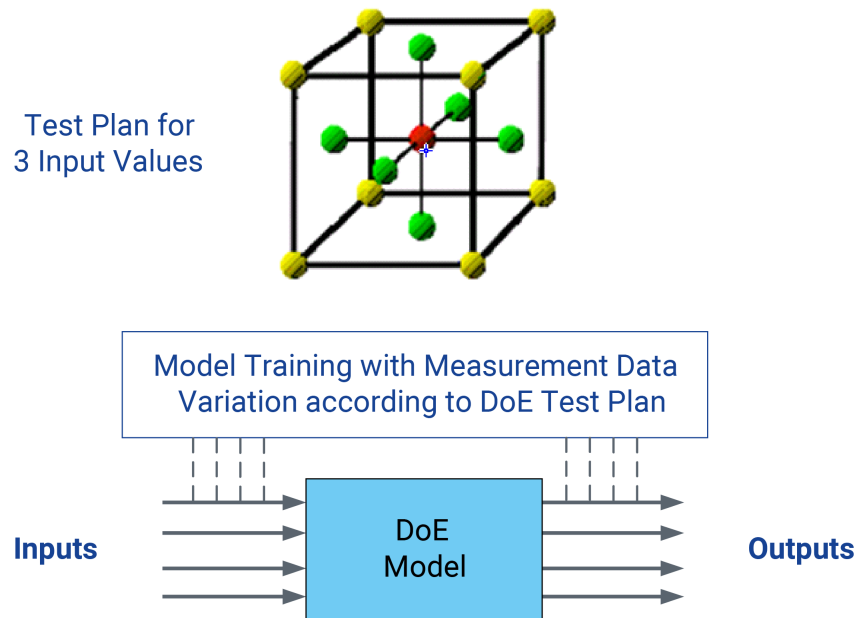 Test Plan for
3 Input Values
Model Training with Measurement Data
Variation according to DoE Test Plan
DoE
Model
Inputs
Outputs